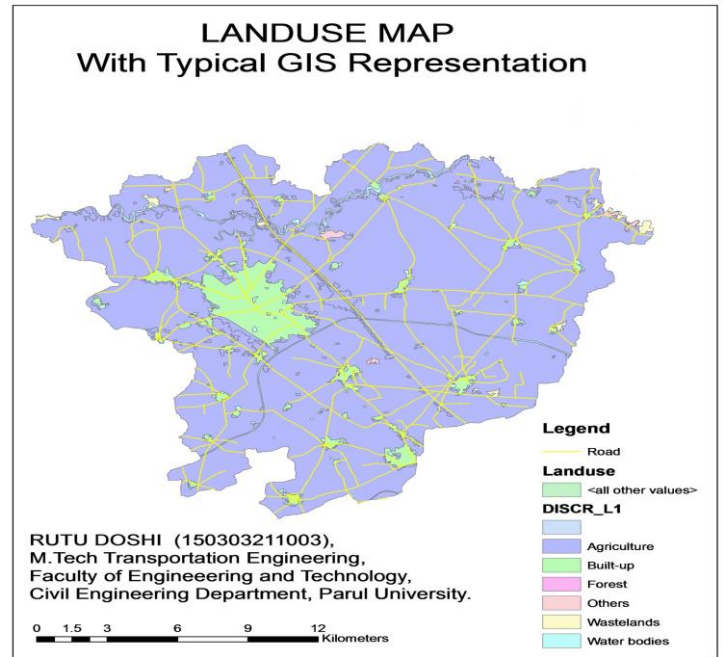 LANDUSE MAP
With Typical GIS Representation
Legend
Road
Landuse
<all other values>
DISCR_L1
Agriculture
Built-up
Forest
Others
Wastelands
Water bodies
RUTU DOSHI (150303211003),
M.Tech Transportation Engineering,
Faculty of Engineeering and Technology,
Civil Engineering Department, Parul University.
0 1.5 3 6 9 12
Kilometers